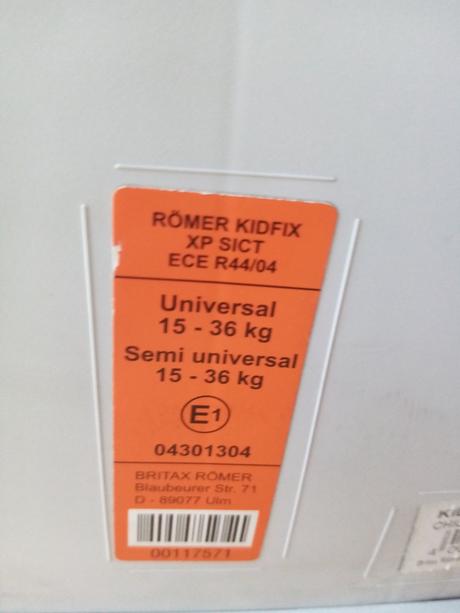 RÖMER KIDFIX
XP SICT
ECE R44/04
Universal
15 - 36 kg
Semi universal
15 - 36 kg
E1
04301304
BRITAX RÖMER
Blaubeurer Str. 71
D - 89077 Ulm
00117571